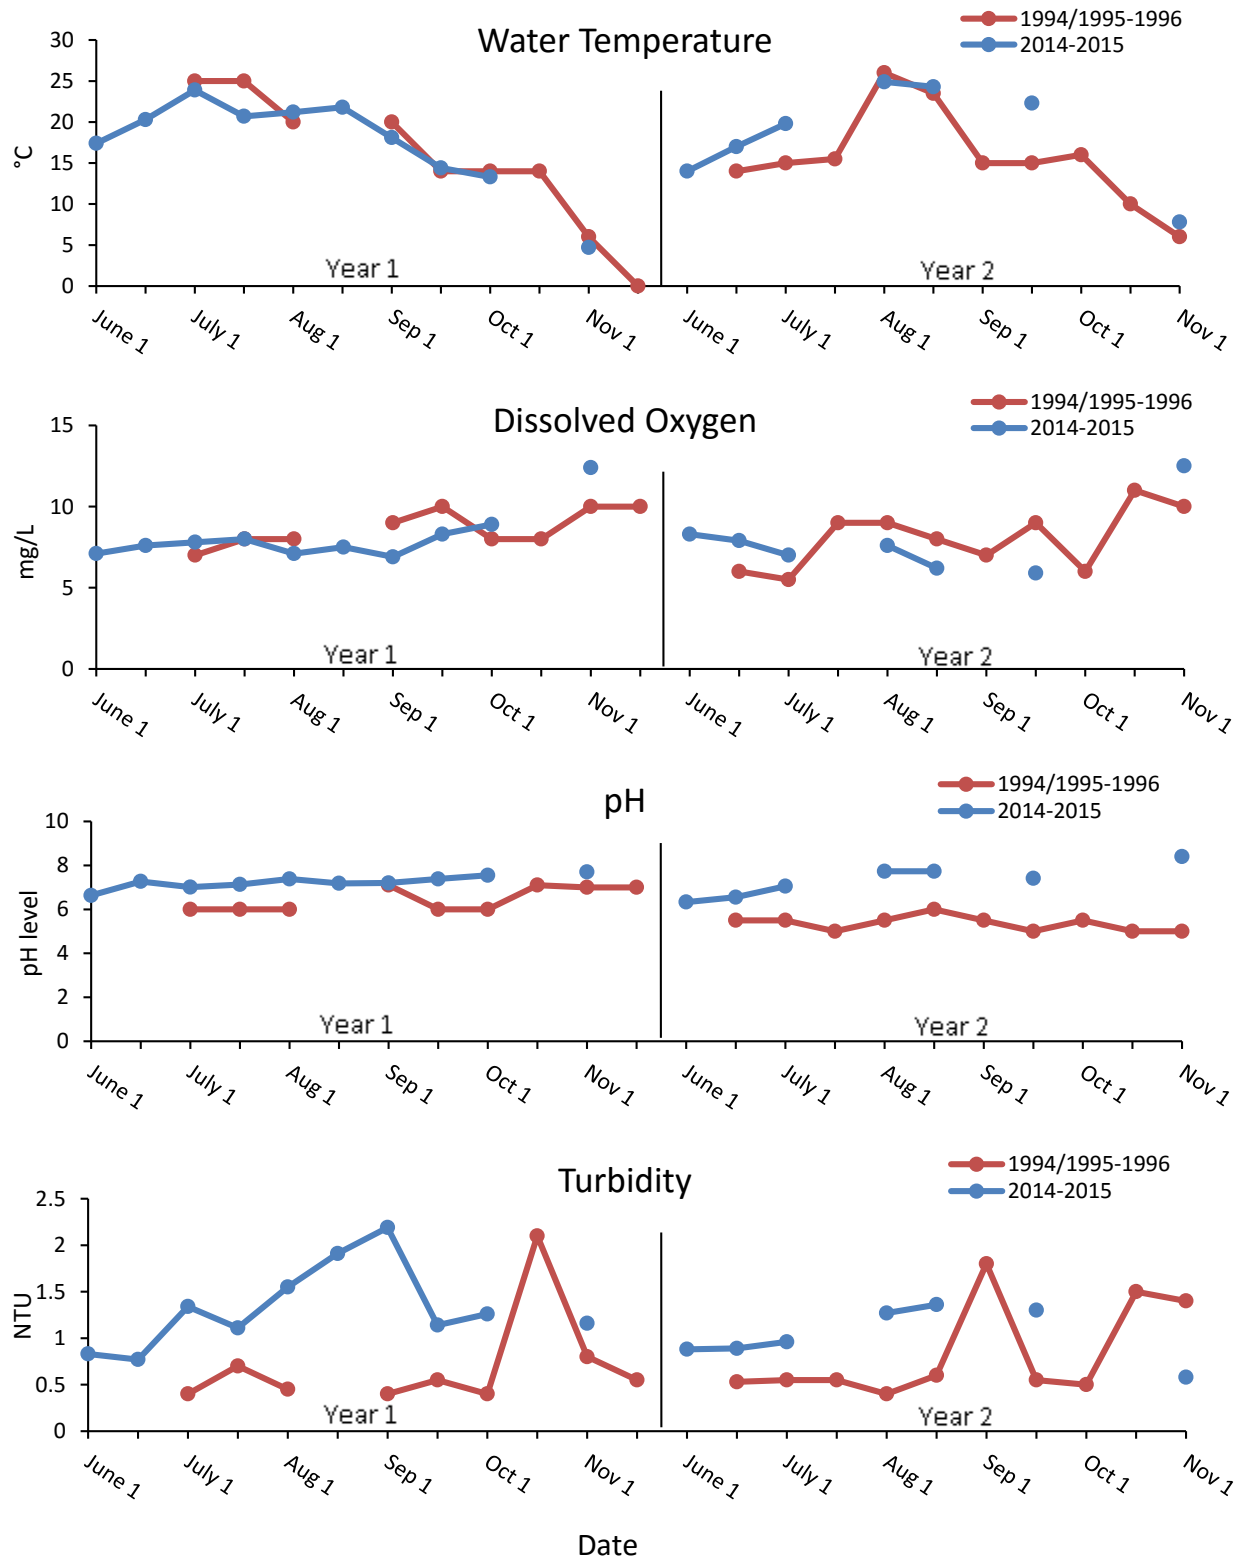 Water Temperature
1994/1995-1996
2014-2015
30
25
20
15
10
5
0
°C
Year 1
Year 2
June 1
July 1
Aug 1
Sep 1
Oct 1
Nov 1
June 1
July 1
Aug 1
Sep 1
Oct 1
Nov 1
Dissolved Oxygen
1994/1995-1996
2014-2015
15
10
5
0
mg/L
Year 1
Year 2
June 1
July 1
Aug 1
Sep 1
Oct 1
Nov 1
June 1
July 1
Aug 1
Sep 1
Oct 1
Nov 1
pH
1994/1995-1996
2014-2015
10
8
6
4
2
0
pH level
Year 1
Year 2
June 1
July 1
Aug 1
Sep 1
Oct 1
Nov 1
June 1
July 1
Aug 1
Sep 1
Oct 1
Nov 1
Turbidity
1994/1995-1996
2014-2015
2.5
2
1.5
1
0.5
0
NTU
Year 1
Year 2
June 1
July 1
Aug 1
Sep 1
Oct 1
Nov 1
June 1
July 1
Aug 1
Sep 1
Oct 1
Nov 1
Date